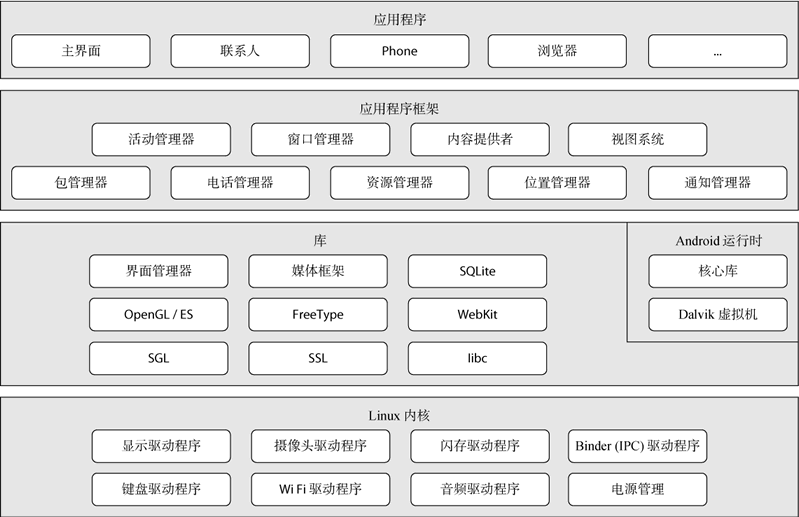 应用程序
主界面 联系人 Phone 浏览器 ...
应用程序框架
活动管理器 窗口管理器 内容提供者 视图系统
包管理器 电话管理器 资源管理器 位置管理器 通知管理器
库 Android 运行时
界面管理器 媒体框架 SQLite 核心库
OpenGL / ES FreeType WebKit Dalvik 虚拟机
SGL SSL libc
Linux 内核
显示驱动程序 摄像头驱动程序 闪存驱动程序 Binder (IPC) 驱动程序
键盘驱动程序 Wi Fi 驱动程序 音频驱动程序 电源管理